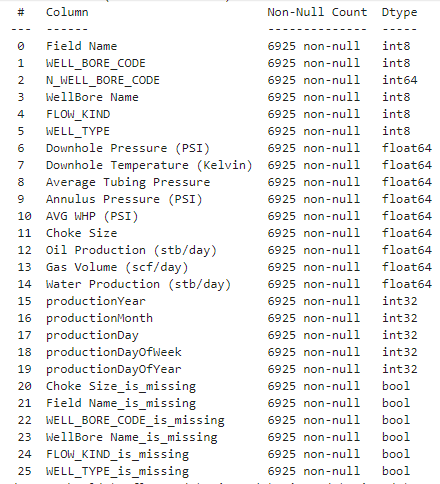 #   Column                        Non-Null Count  Dtype
---  ------                        --------------  -----
0   Field Name                    6925 non-null   int8
1   WELL_BORE_CODE                6925 non-null   int8
2   N_WELL_BORE_CODE              6925 non-null   int64
3   WellBore Name                 6925 non-null   int8
4   FLOW_KIND                     6925 non-null   int8
5   WELL_TYPE                     6925 non-null   int8
6   Downhole Pressure (PSI)       6925 non-null   float64
7   Downhole Temperature (Kelvin)  6925 non-null   float64
8   Average Tubing Pressure       6925 non-null   float64
9   Annulus Pressure (PSI)        6925 non-null   float64
10  AVG WHP (PSI)                 6925 non-null   float64
11  Choke Size                    6925 non-null   float64
12  Oil Production (stb/day)      6925 non-null   float64
13  Gas Volume (scf/day)          6925 non-null   float64
14  Water Production (stb/day)    6925 non-null   float64
15  productionYear                6925 non-null   int32
16  productionMonth               6925 non-null   int32
17  productionDay                 6925 non-null   int32
18  productionDayOfWeek           6925 non-null   int32
19  productionDayOfYear           6925 non-null   int32
20  Choke Size_is_missing         6925 non-null   bool
21  Field Name_is_missing         6925 non-null   bool
22  WELL_BORE_CODE_is_missing     6925 non-null   bool
23  WellBore Name_is_missing      6925 non-null   bool
24  FLOW_KIND_is_missing          6925 non-null   bool
25  WELL_TYPE_is_missing          6925 non-null   bool